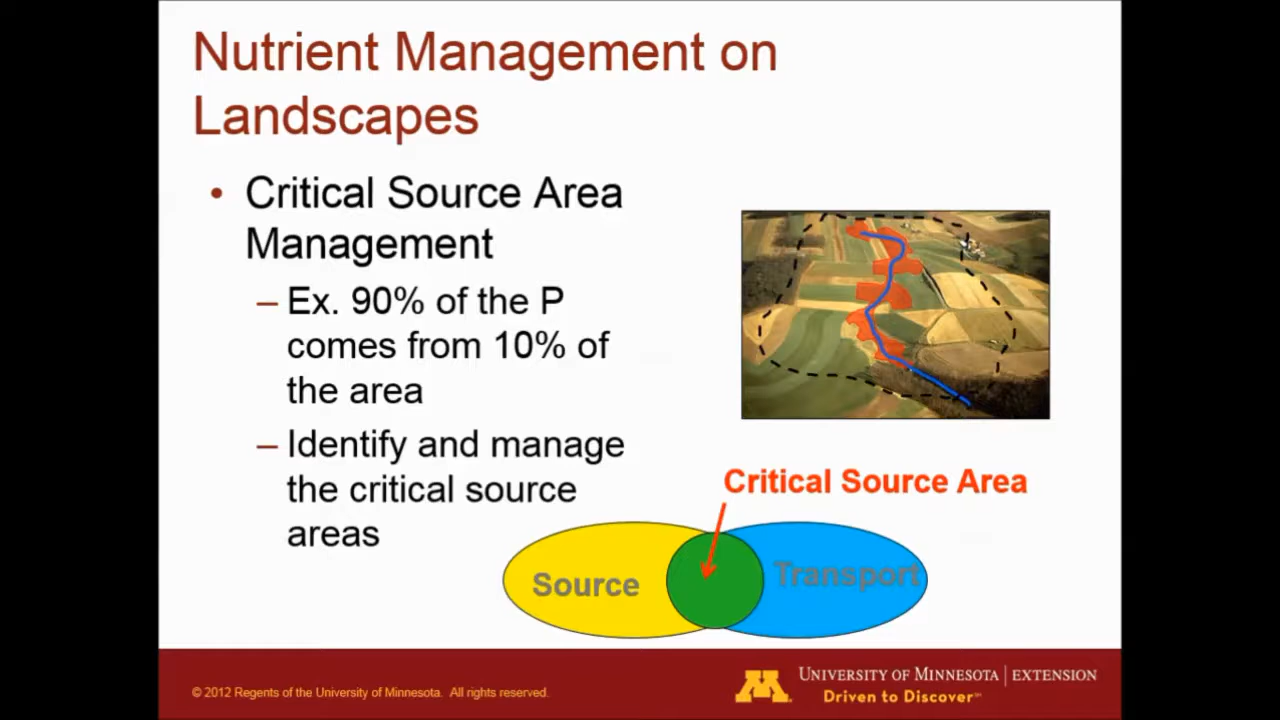 Nutrient Management on
Landscapes
• Critical Source Area
Management
– Ex. 90% of the P
comes from 10% of
the area
– Identify and manage
the critical source
areas
Critical Source Area
Source
Transport
© 2012 Regents of the University of Minnesota. All rights reserved.
M
UNIVERSITY OF MINNESOTA | EXTENSION
Driven to Discover℠